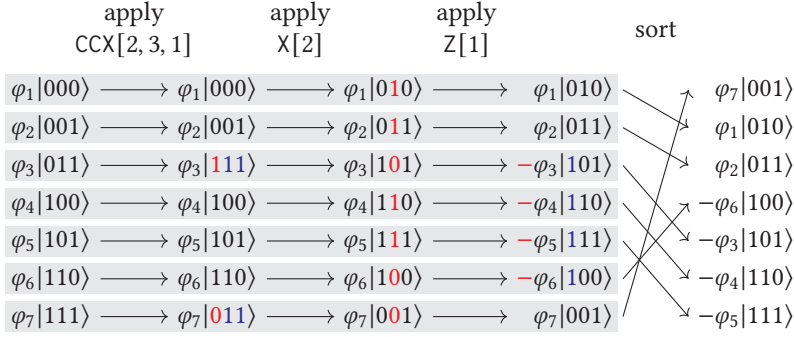 apply apply apply sort
CCX[2, 3, 1] X[2] Z[1]
φ₁|000⟩ φ₁|000⟩ φ₁|010⟩ φ₁|010⟩ φ₇|001⟩
φ₂|001⟩ φ₂|001⟩ φ₂|011⟩ φ₂|011⟩ φ₁|010⟩
φ₃|011⟩ φ₃|111⟩ φ₃|101⟩ −φ₃|101⟩ φ₂|011⟩
φ₄|100⟩ φ₄|100⟩ φ₄|110⟩ −φ₄|110⟩ −φ₆|100⟩
φ₅|101⟩ φ₅|101⟩ φ₅|111⟩ −φ₅|111⟩ −φ₃|101⟩
φ₆|110⟩ φ₆|110⟩ φ₆|100⟩ −φ₆|100⟩ −φ₄|110⟩
φ₇|111⟩ φ₇|011⟩ φ₇|001⟩ φ₇|001⟩ −φ₅|111⟩